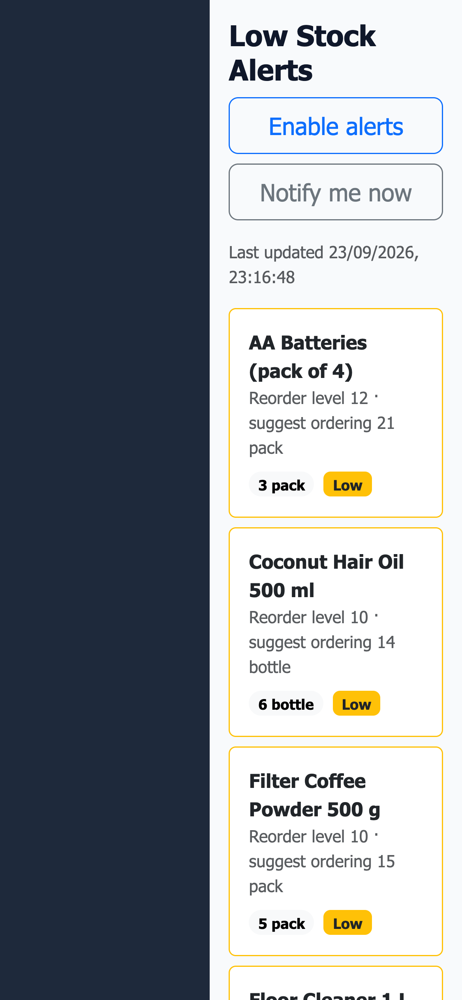 Low Stock
Alerts
Enable alerts
Notify me now
Last updated 23/09/2026,
23:16:48
AA Batteries
(pack of 4)
Reorder level 12 ·
suggest ordering 21
pack
3 pack Low
Coconut Hair Oil
500 ml
Reorder level 10 ·
suggest ordering 14
bottle
6 bottle Low
Filter Coffee
Powder 500 g
Reorder level 10 ·
suggest ordering 15
pack
5 pack Low
Floor Cleaner 1 L